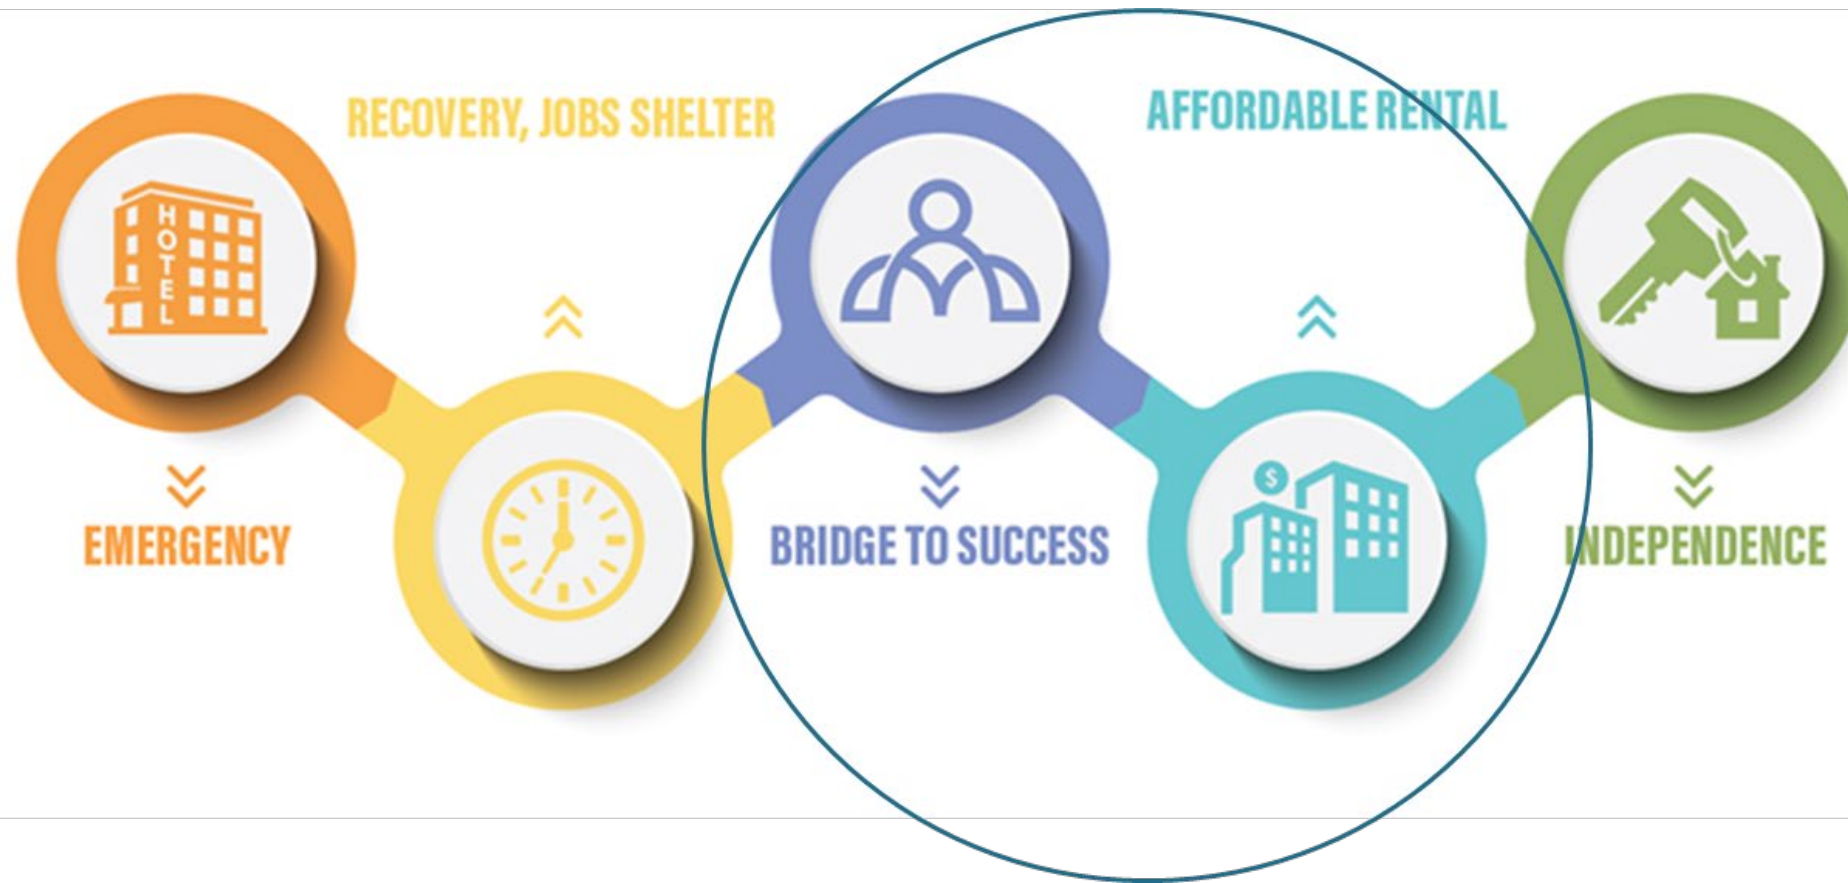 RECOVERY, JOBS SHELTER
AFFORDABLE RENTAL
HOTEL
$
EMERGENCY
BRIDGE TO SUCCESS
INDEPENDENCE